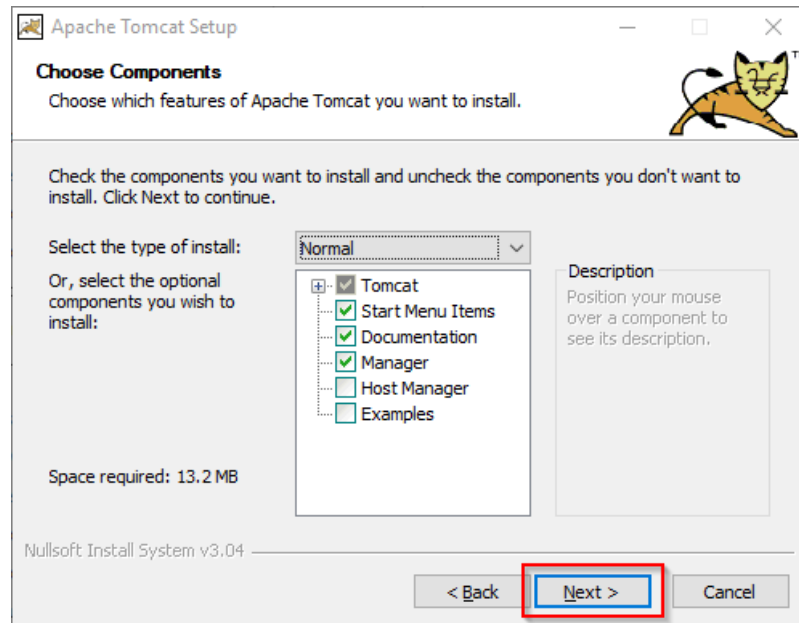 Apache Tomcat Setup
Choose Components
Choose which features of Apache Tomcat you want to install.
Check the components you want to install and uncheck the components you don't want to
install. Click Next to continue.
Select the type of install:
Normal
Or, select the optional
components you wish to
install:
Tomcat
Start Menu Items
Documentation
Manager
Host Manager
Examples
Description
Position your mouse
over a component to
see its description.
Space required: 13.2 MB
Nullsoft Install System v3.04
< Back
Next >
Cancel